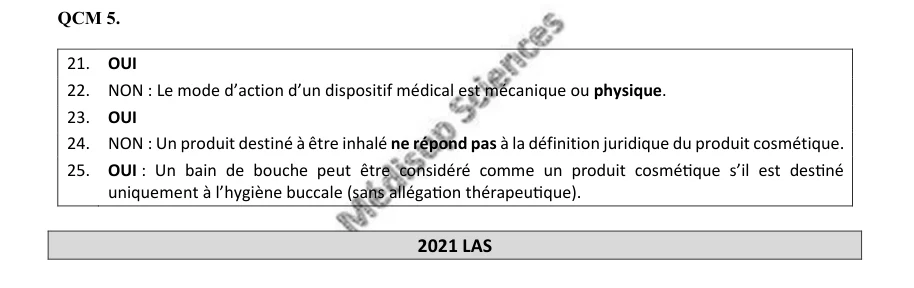 QCM 5.
21. OUI
22. NON : Le mode d’action d’un dispositif médical est mécanique ou physique.
23. OUI
24. NON : Un produit destiné à être inhalé ne répond pas à la définition juridique du produit cosmétique.
25. OUI : Un bain de bouche peut être considéré comme un produit cosmétique s’il est destiné
uniquement à l’hygiène buccale (sans allégation thérapeutique).
Médisup Sciences
2021 LAS